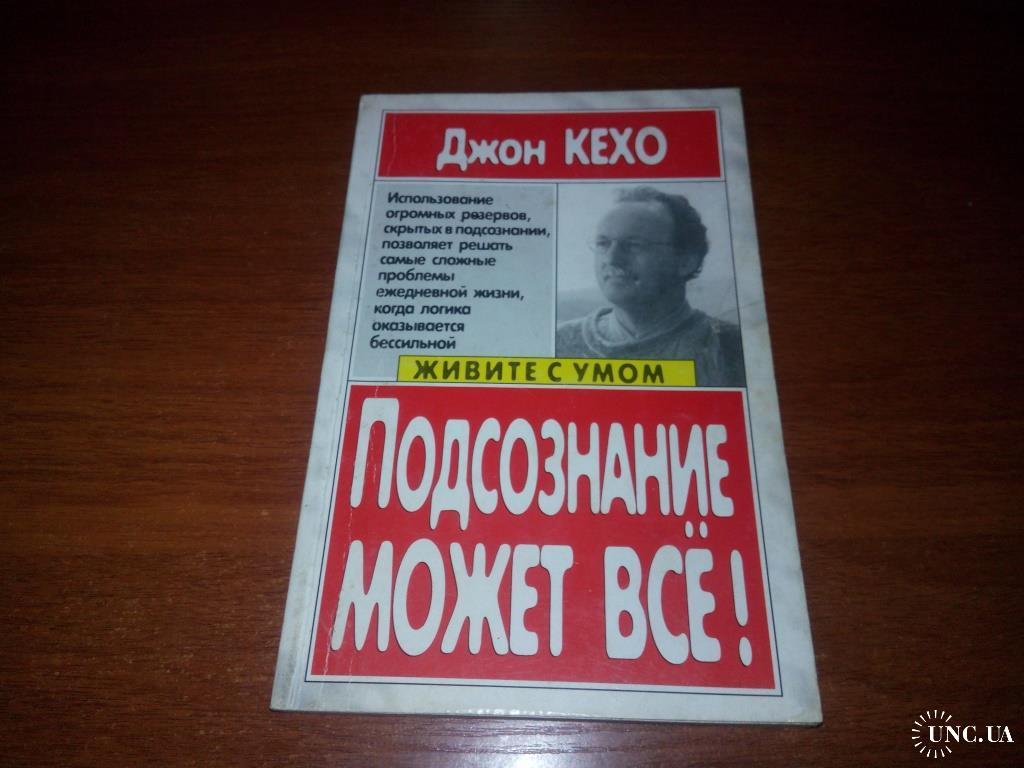 Джон КЕХО
Использование
огромных резервов,
скрытых в подсознании,
позволяет решать
самые сложные
проблемы
ежедневной жизни,
когда логика
оказывается
бессильной
ЖИВИТЕ С УМОМ
ПОДСОЗНАНИЕ
МОЖЕТ ВСЁ!
UNC.UA